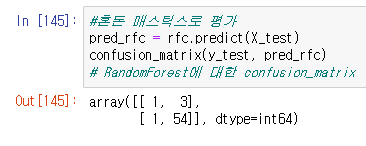 In [145]: #혼돈 매스틱스로 평가
pred_rfc = rfc.predict(X_test)
confusion_matrix(y_test, pred_rfc)
# RandomForest에 대한 confusion_matrix
Out[145]: array([[ 1,  3],
       [ 1, 54]], dtype=int64)